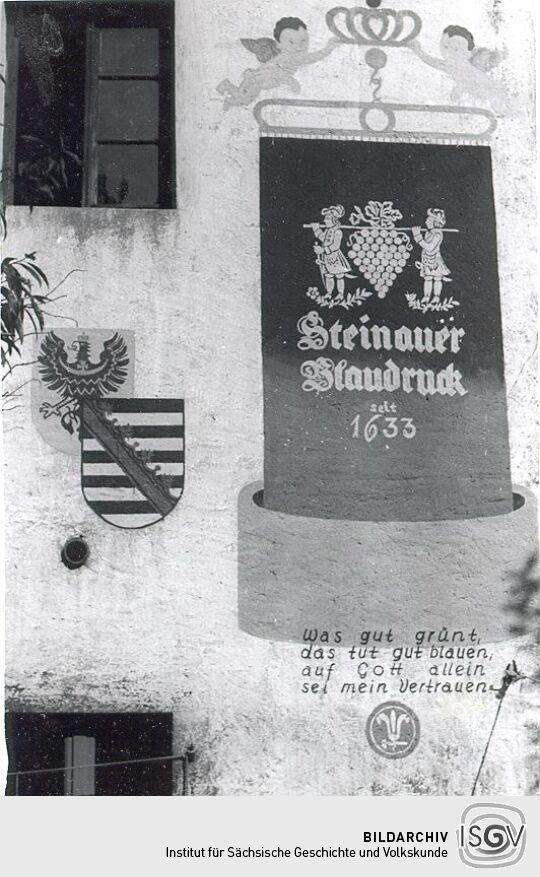 Steinauer
Blaudruck
seit
1633
Was gut grünt,
das tut gut blauen,
auf Gott allein
sei mein Vertrauen.
BILDARCHIV
Institut für Sächsische Geschichte und Volkskunde
ISGV